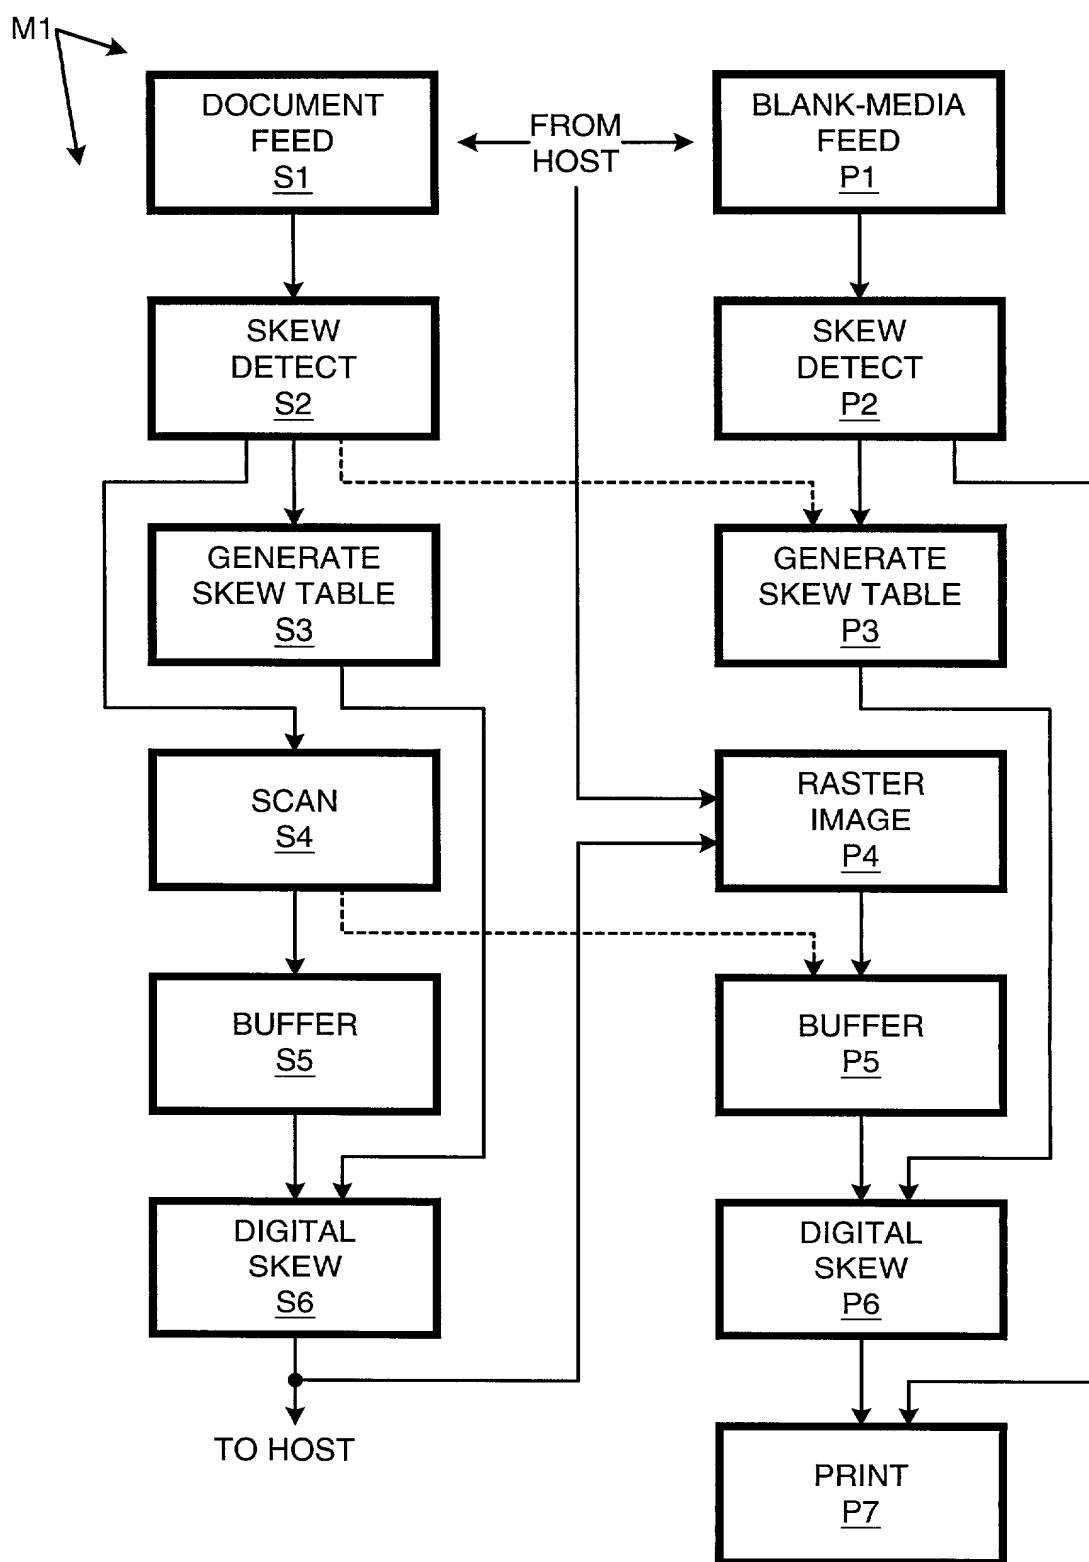 M1
DOCUMENT
FEED
S1
FROM
HOST
BLANK-MEDIA
FEED
P1
SKEW
DETECT
S2
SKEW
DETECT
P2
GENERATE
SKEW TABLE
S3
GENERATE
SKEW TABLE
P3
SCAN
S4
RASTER
IMAGE
P4
BUFFER
S5
BUFFER
P5
DIGITAL
SKEW
S6
DIGITAL
SKEW
P6
TO HOST
PRINT
P7